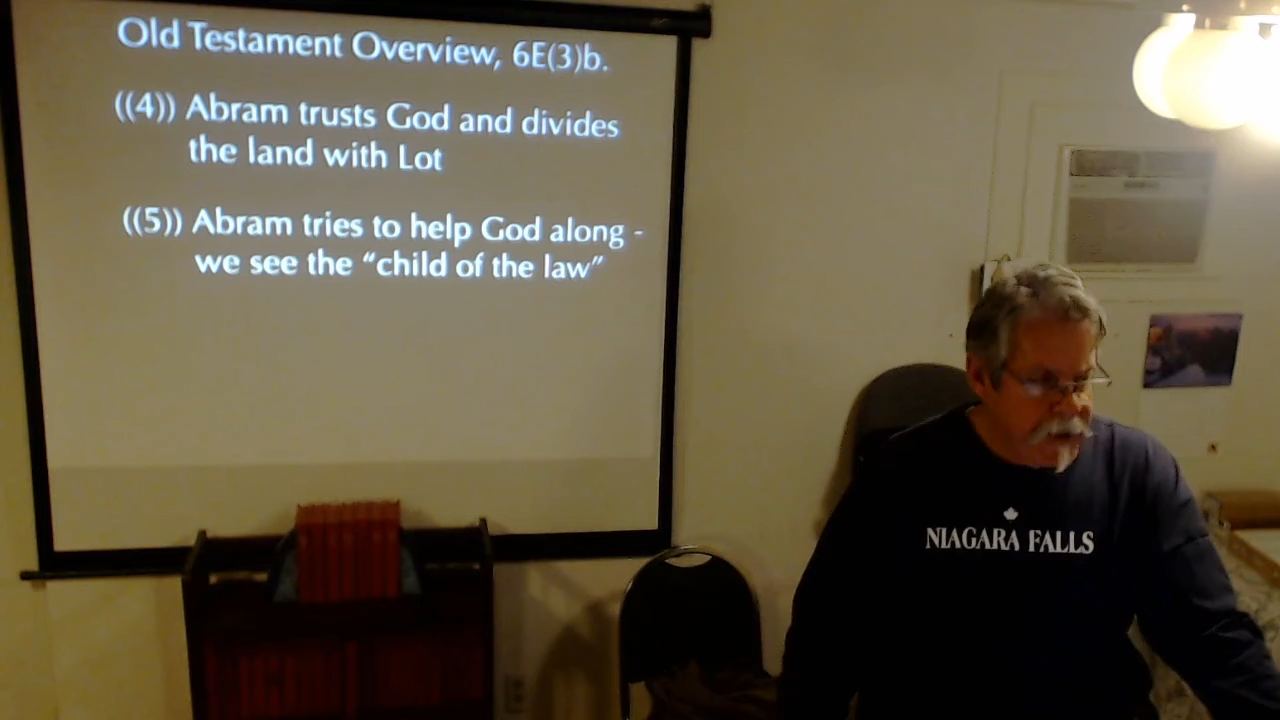 Old Testament Overview, 6E(3)b.
((4)) Abram trusts God and divides
the land with Lot
((5)) Abram tries to help God along -
we see the “child of the law”
NIAGARA FALLS